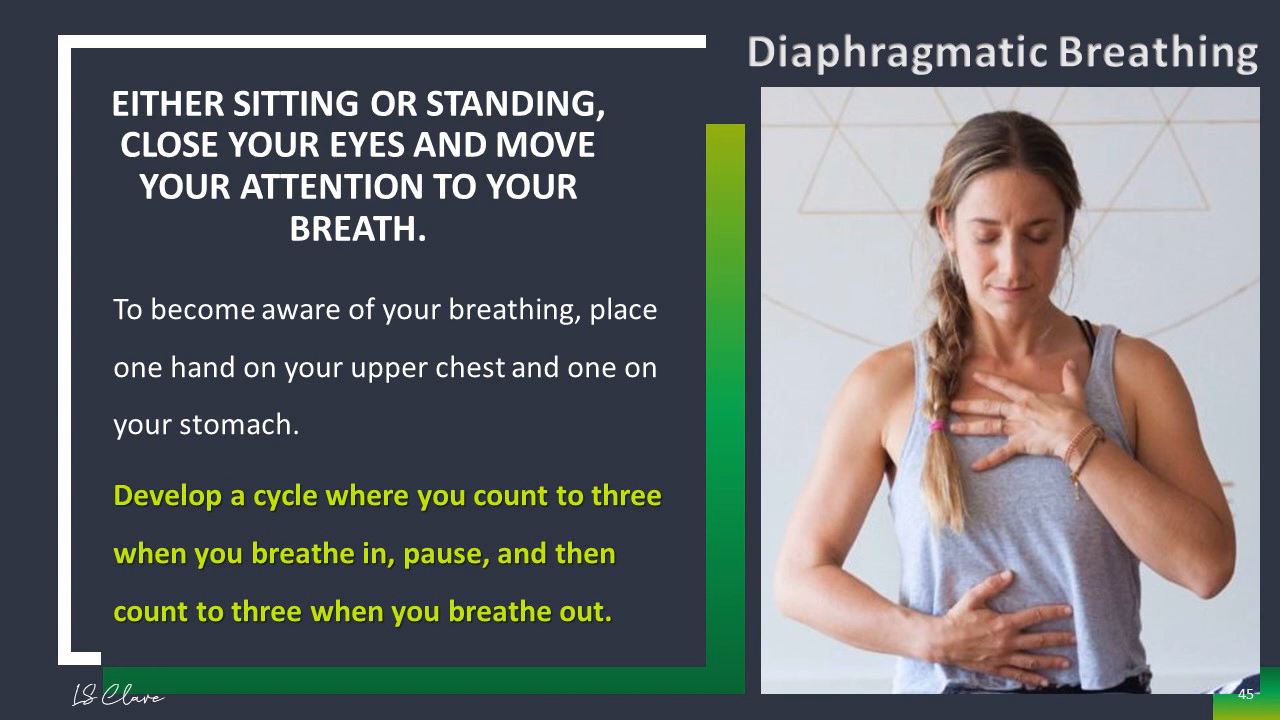 Diaphragmatic Breathing
EITHER SITTING OR STANDING,
CLOSE YOUR EYES AND MOVE
YOUR ATTENTION TO YOUR
BREATH.
To become aware of your breathing, place
one hand on your upper chest and one on
your stomach.
Develop a cycle where you count to three
when you breathe in, pause, and then
count to three when you breathe out.
LS Clave
45